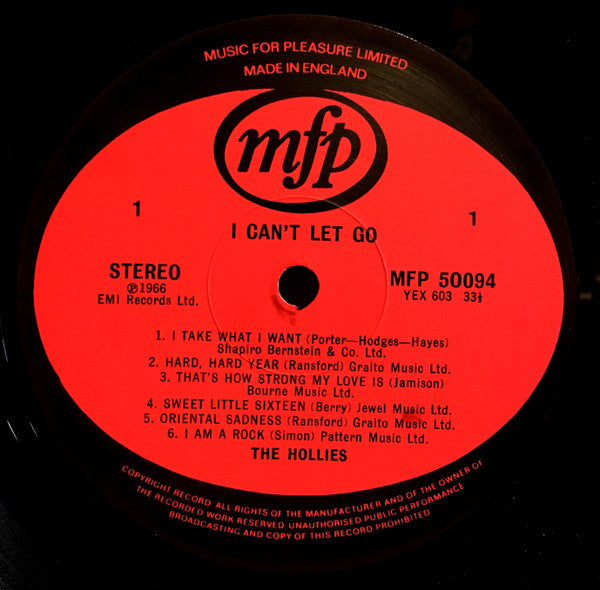 MUSIC FOR PLEASURE LIMITED
MADE IN ENGLAND
mfp
1
1
I CAN'T LET GO
STEREO
℗1966
EMI Records Ltd.
MFP 50094
YEX 603 33⅓
1. I TAKE WHAT I WANT (Porter—Hodges—Hayes)
Shapiro Bernstein & Co. Ltd.
2. HARD, HARD YEAR (Ransford) Gralto Music Ltd.
3. THAT'S HOW STRONG MY LOVE IS (Jamison)
Bourne Music Ltd.
4. SWEET LITTLE SIXTEEN (Berry) Jewel Music Ltd.
5. ORIENTAL SADNESS (Ransford) Gralto Music Ltd.
6. I AM A ROCK (Simon) Pattern Music Ltd.
THE HOLLIES
COPYRIGHT RECORD ALL RIGHTS OF THE MANUFACTURER AND OF THE OWNER OF
THE RECORDED WORK RESERVED UNAUTHORISED PUBLIC PERFORMANCE
BROADCASTING AND COPY OF THIS RECORD PROHIBITED